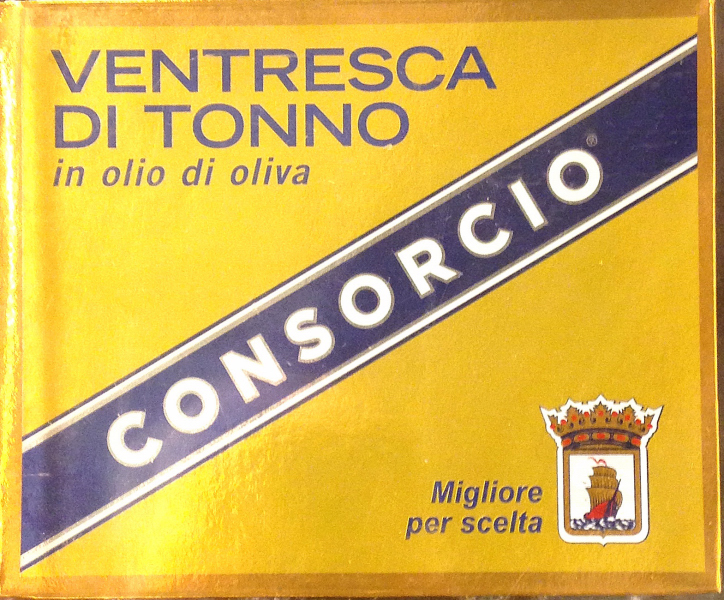 VENTRESCA
DI TONNO
in olio di oliva
CONSORCIO®
Migliore
per scelta